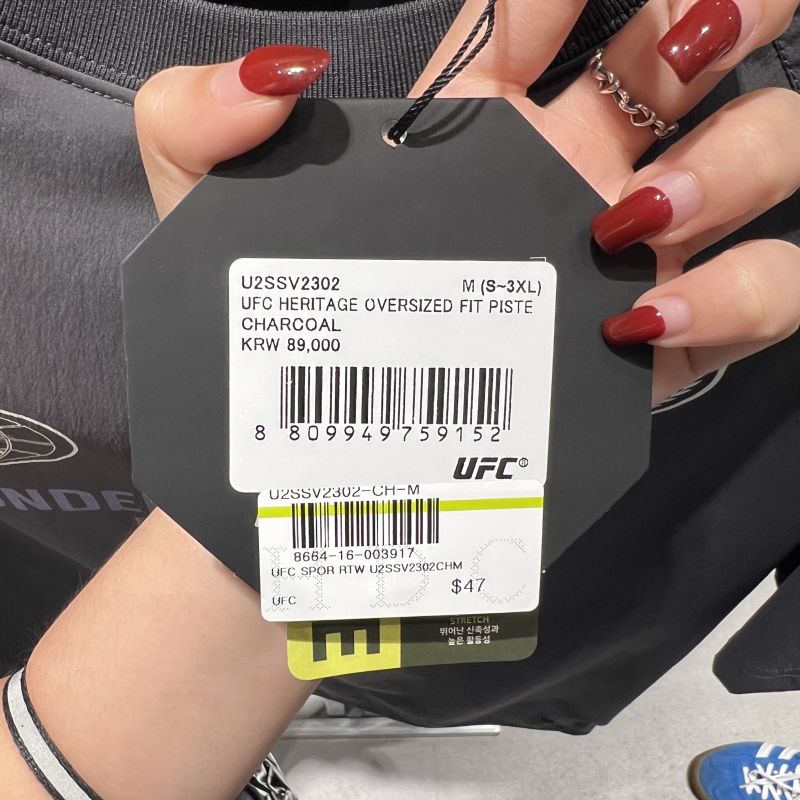 U2SSV2302 M (S~3XL)
UFC HERITAGE OVERSIZED FIT PISTE
CHARCOAL
KRW 89,000
8 809949 759152
UFC®
U2SSV2302-CH-M
8664-16-003917
UFC SPOR RTW U2SSV2302CHM
$47
UFC
HDC
STRETCH
뛰어난 신축성과
높은 활동성
E